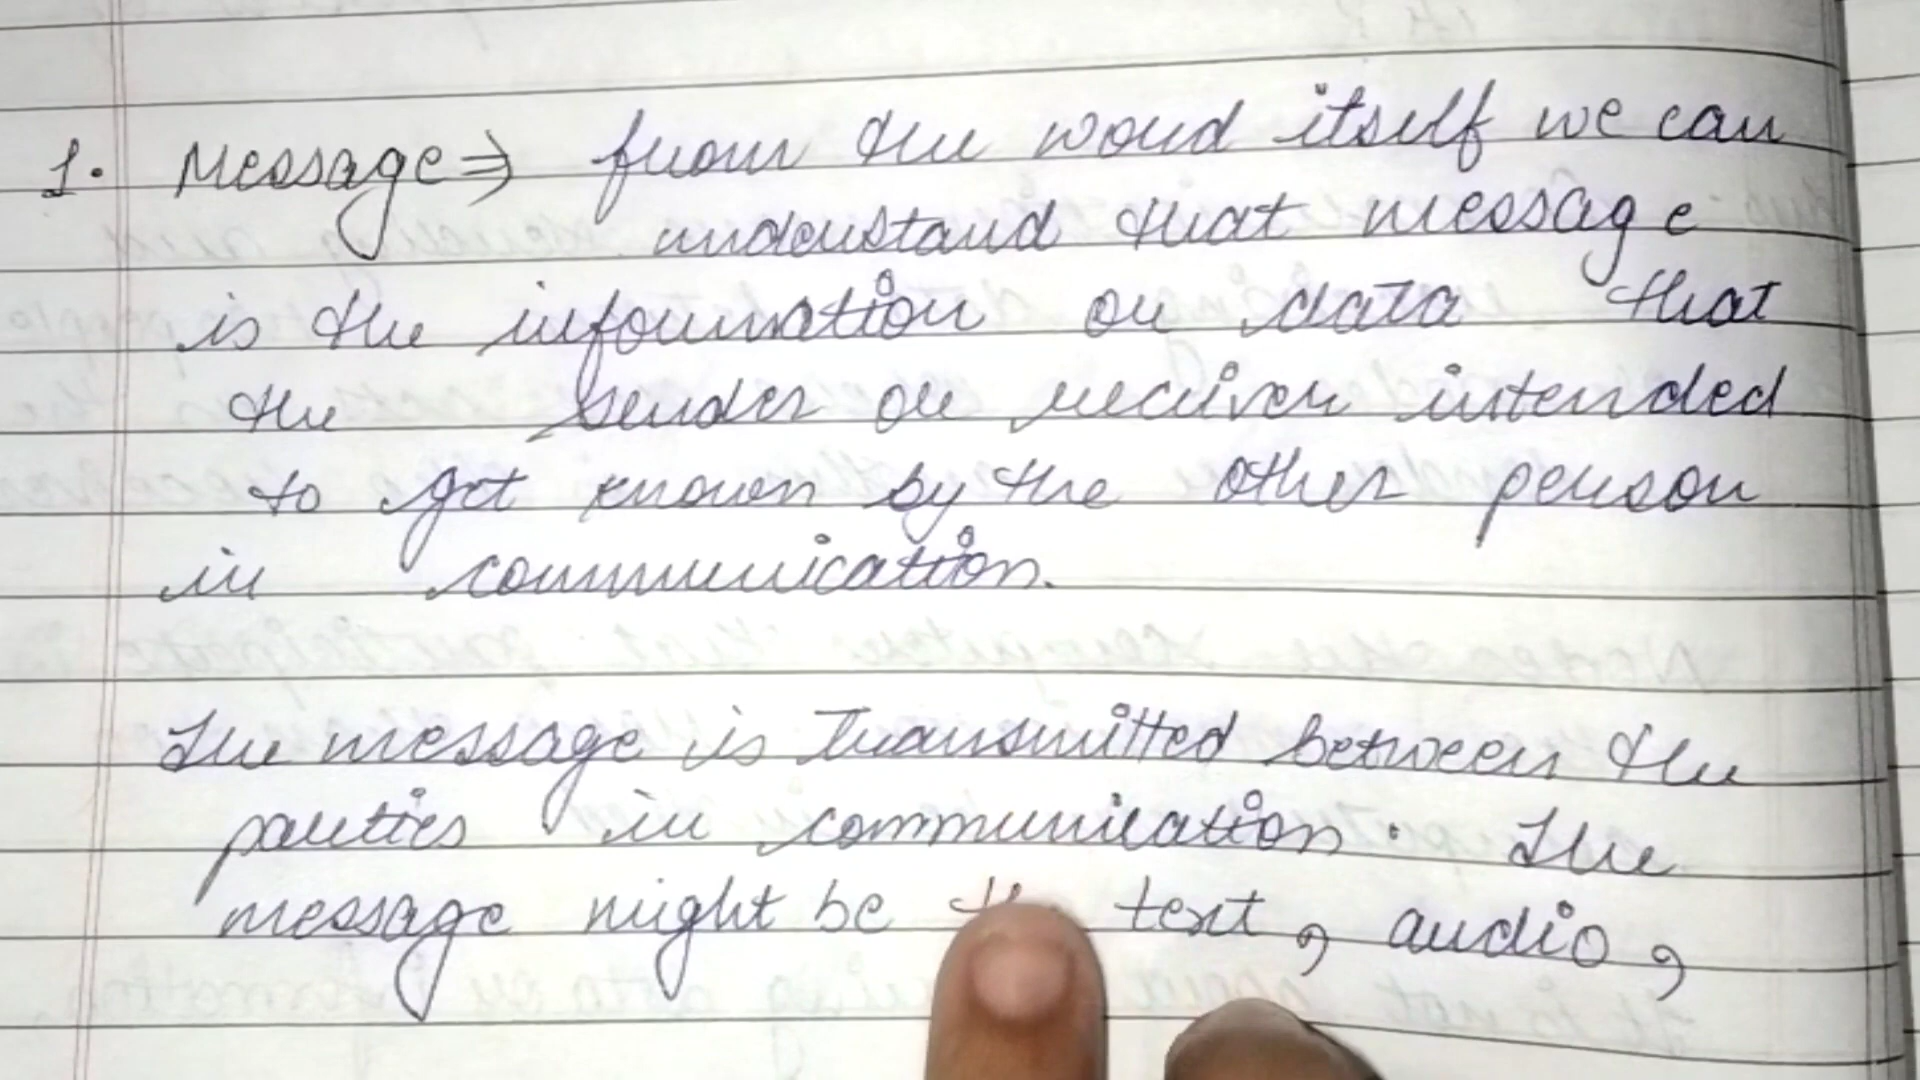 1. Message ⇒ from the word itself we can
understand that message
is the information or data that
the sender or reciver intended
to get known by the other person
in communication.
The message is Transmitted between the
parties in communication. The
message might be text, audio,